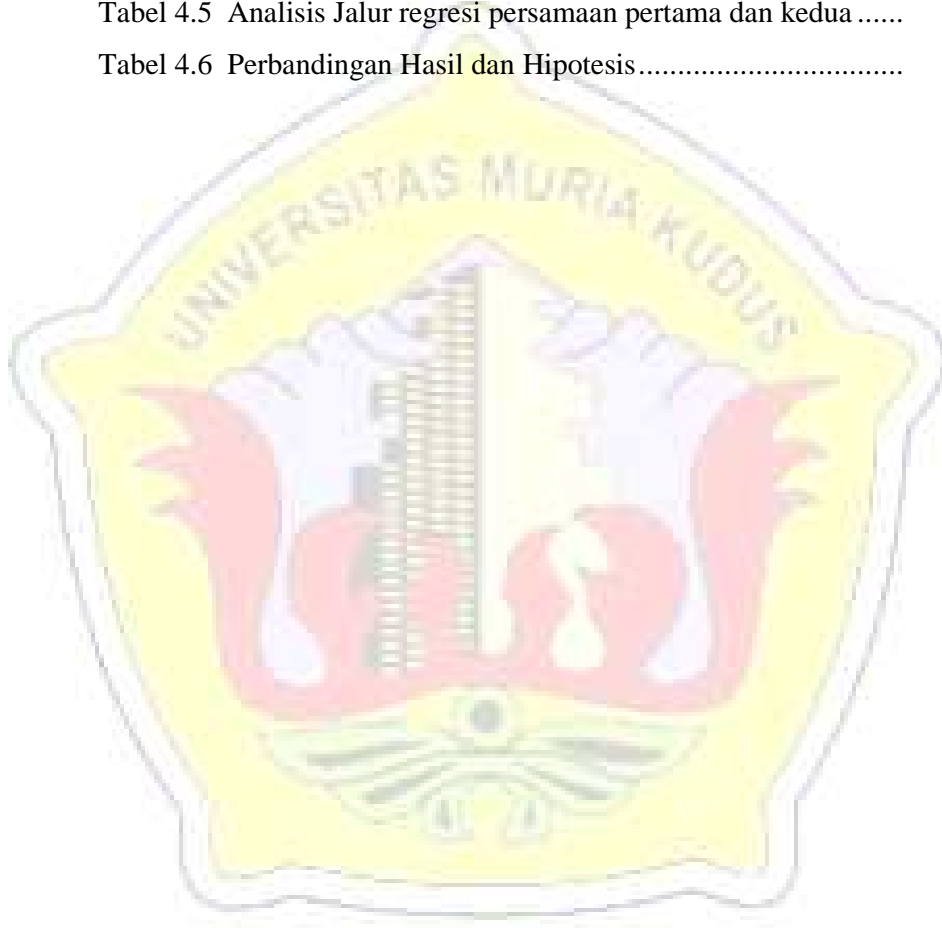 Tabel 4.5 Analisis Jalur regresi persamaan pertama dan kedua ......
Tabel 4.6 Perbandingan Hasil dan Hipotesis.................................
UNIVERSITAS MURIA KUDUS